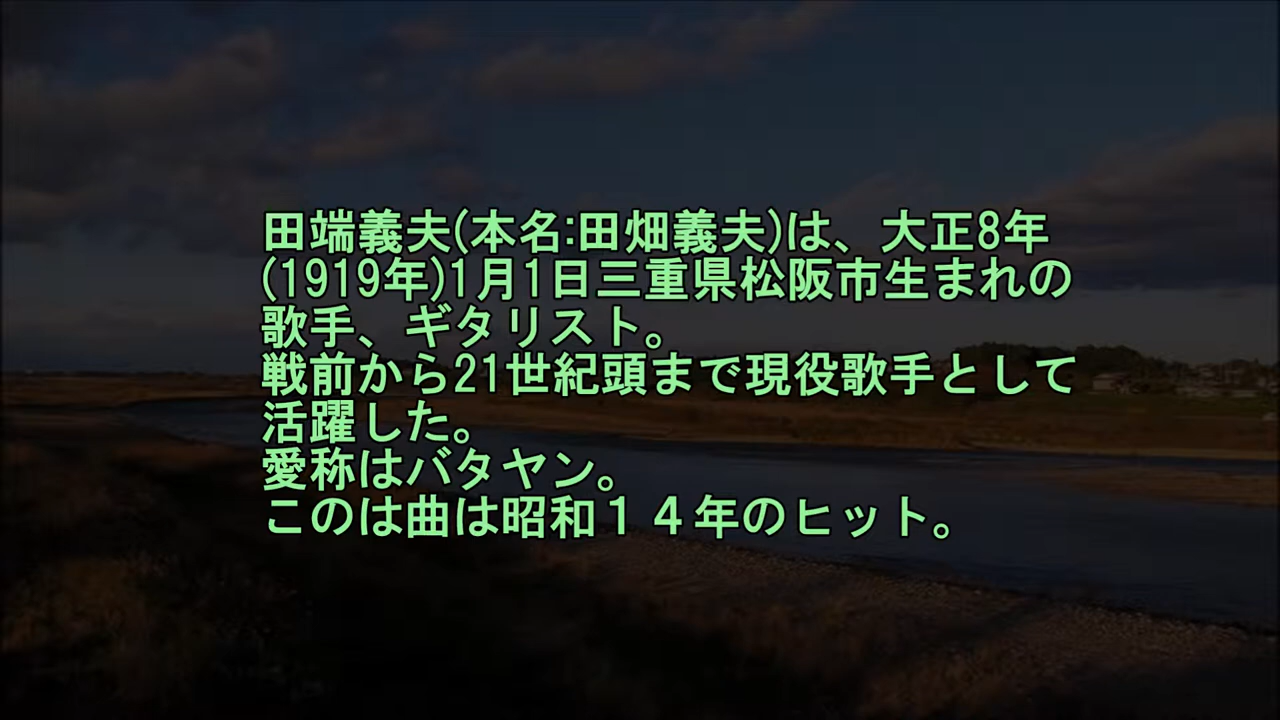 田端義夫(本名:田畑義夫)は、大正8年
(1919年)1月1日三重県松阪市生まれの
歌手、ギタリスト。
戦前から21世紀頭まで現役歌手として
活躍した。
愛称はバタヤン。
このは曲は昭和１４年のヒット。